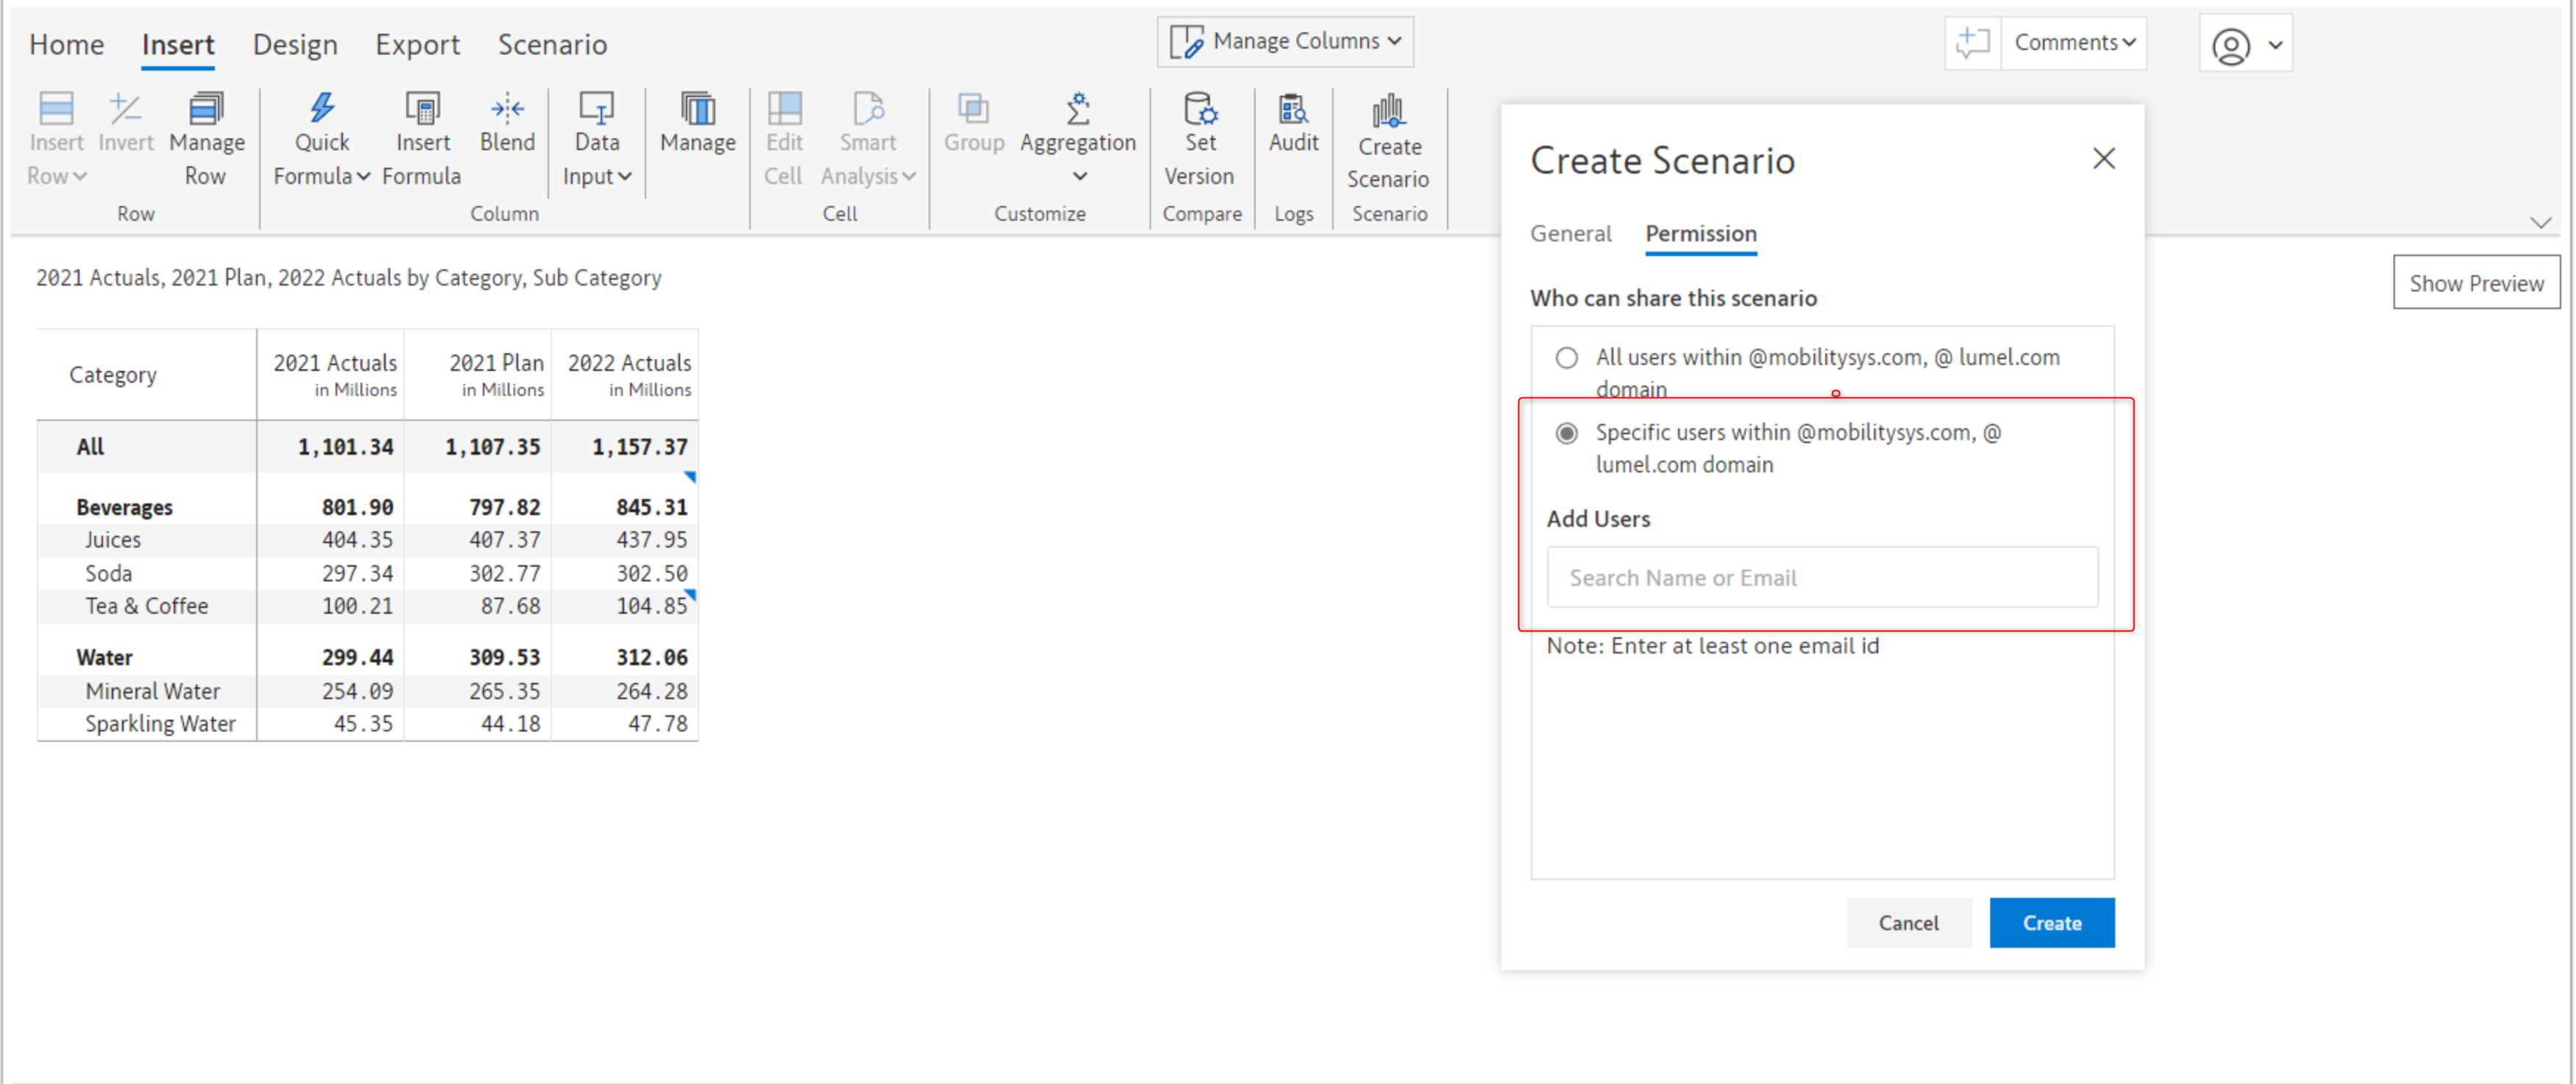 Home Insert Design Export Scenario
Manage Columns
Comments
Insert Row
Invert
Manage Row
Row
Quick Formula
Insert Formula
Blend
Data Input
Manage
Column
Edit Cell
Smart Analysis
Cell
Group
Aggregation
Customize
Set Version
Compare
Audit
Logs
Create Scenario
Scenario
2021 Actuals, 2021 Plan, 2022 Actuals by Category, Sub Category
Show Preview
Category 2021 Actuals in Millions 2021 Plan in Millions 2022 Actuals in Millions
All 1,101.34 1,107.35 1,157.37
Beverages 801.90 797.82 845.31
Juices 404.35 407.37 437.95
Soda 297.34 302.77 302.50
Tea & Coffee 100.21 87.68 104.85
Water 299.44 309.53 312.06
Mineral Water 254.09 265.35 264.28
Sparkling Water 45.35 44.18 47.78
Create Scenario
General Permission
Who can share this scenario
All users within @mobilitysys.com, @ lumel.com
domain
Specific users within @mobilitysys.com, @
lumel.com domain
Add Users
Search Name or Email
Note: Enter at least one email id
Cancel Create